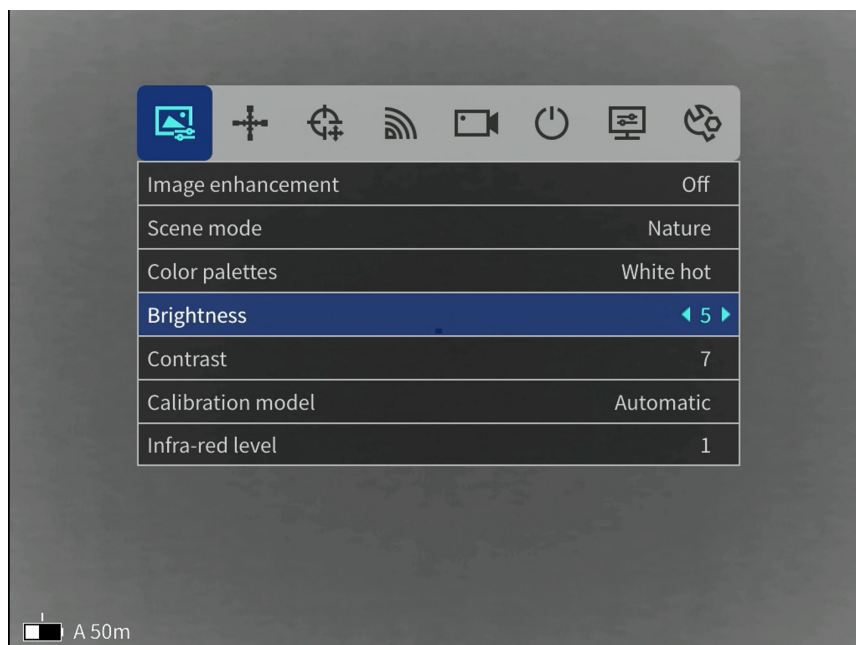 Image enhancement Off
Scene mode Nature
Color palettes White hot
Brightness 5
Contrast 7
Calibration model Automatic
Infra-red level 1
A 50m